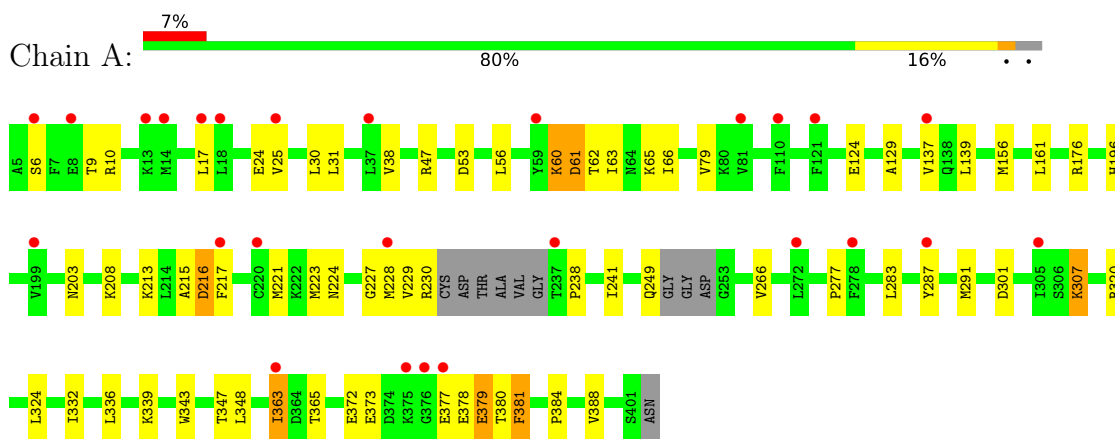 7%
Chain A:
80% 16% • •
A5 S6 F7 E8 T9 R10 K13 M14 L17 L18 E24 V25 L30 L31 L37 V38 R47 D53 L56 Y59 K60 D61 T62 I63 N64 K65 I66 V79 K80 V81 F110 F121 E124 A129 V137 Q138 L139 M156 L161 R176
V199 N203 K208 K213 L214 A215 D216 F217 C220 M221 K222 M223 N224 G227 M228 V229 R230 CYS ASP THR ALA VAL GLY T237 P238 I241 Q249 GLY GLY ASP G253 V266 L272 P277 F278 L283 Y287 M291 D301 I305 S306 K307
L324 I332 L336 K339 W343 T347 L348 I363 D364 T365 E372 E373 D374 K375 G376 E377 E378 E379 T380 F381 P384 V388 S401 ASN